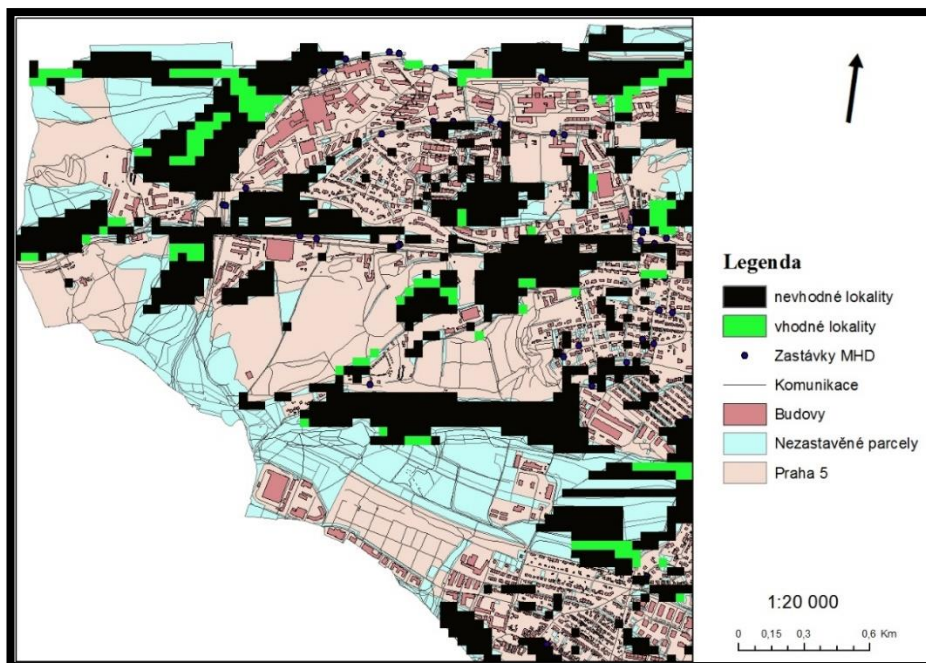 Legenda
nevhodné lokality
vhodné lokality
Zastávky MHD
Komunikace
Budovy
Nezastavěné parcely
Praha 5
1:20 000
0 0,15 0,3 0,6 Km